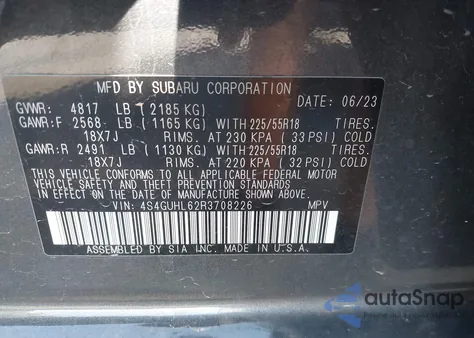 MFD BY SUBARU CORPORATION
GVWR: 4817 LB (2185 KG) DATE: 06/23
GAWR:F 2568 LB (1165 KG) WITH 225/55R18 TIRES.
18X7J RIMS. AT 230 KPA (33 PSI) COLD
GAWR:R 2491 LB (1130 KG) WITH 225/55R18 TIRES.
18X7J RIMS. AT 220 KPA (32 PSI) COLD
THIS VEHICLE CONFORMS TO ALL APPLICABLE FEDERAL MOTOR
VEHICLE SAFETY AND THEFT PREVENTION STANDARDS IN
EFFECT ON THE DATE OF MANUFACTURE SHOWN ABOVE.
VIN: 4S4GUHL62R3708226 MPV
ASSEMBLED BY SIA INC. MADE IN U.S.A.
autoSnap